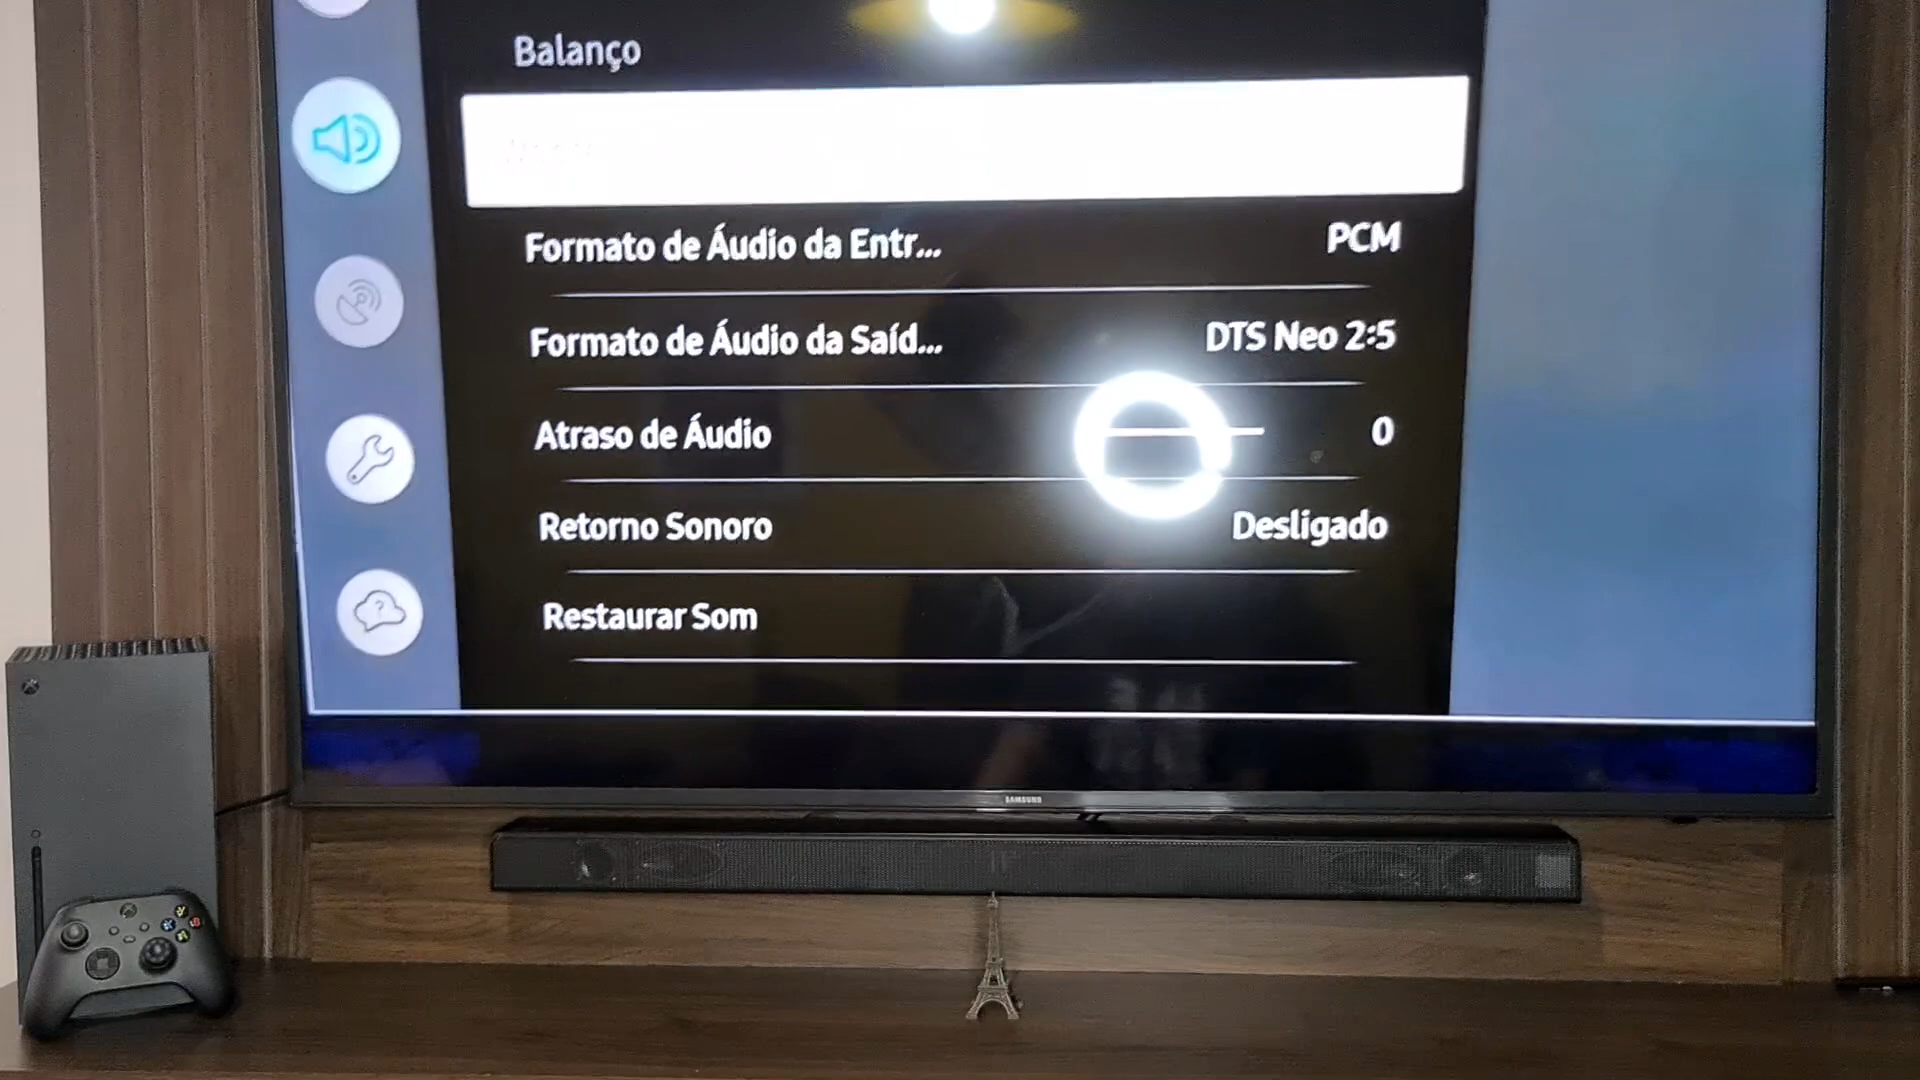 Balanço
Formato de Áudio da Entr... PCM
Formato de Áudio da Saíd... DTS Neo 2:5
Atraso de Áudio 0
Retorno Sonoro Desligado
Restaurar Som
SAMSUNG